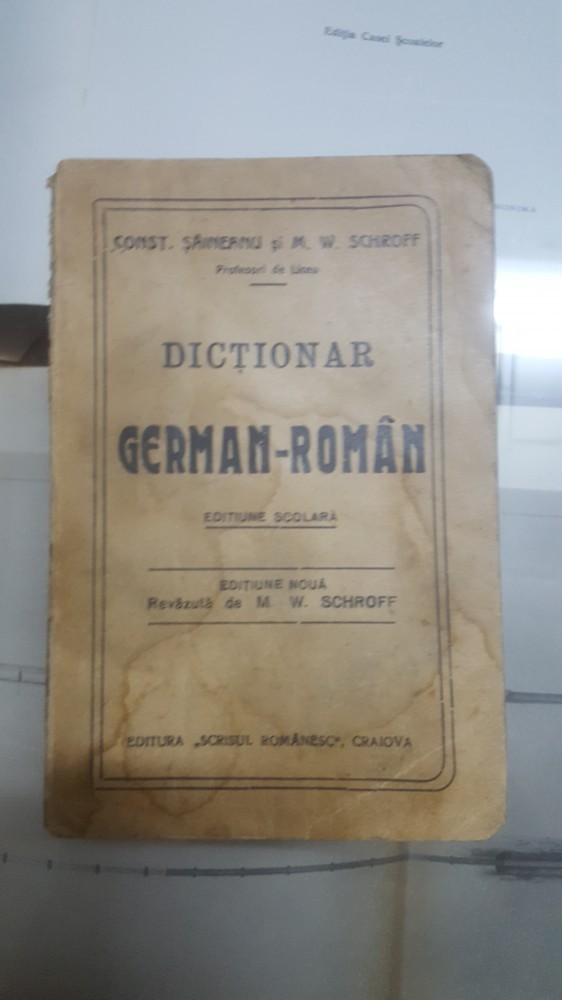 Ediția Casei Școalelor
CONST. ȘĂINEANU și M. W. SCHROFF
Profesori de Liceu
DICȚIONAR
GERMAN-ROMÂN
EDIȚIUNE ȘCOLARĂ
EDIȚIUNE NOUĂ
Revăzută de M. W. SCHROFF
EDITURA „SCRISUL ROMÂNESC", CRAIOVA